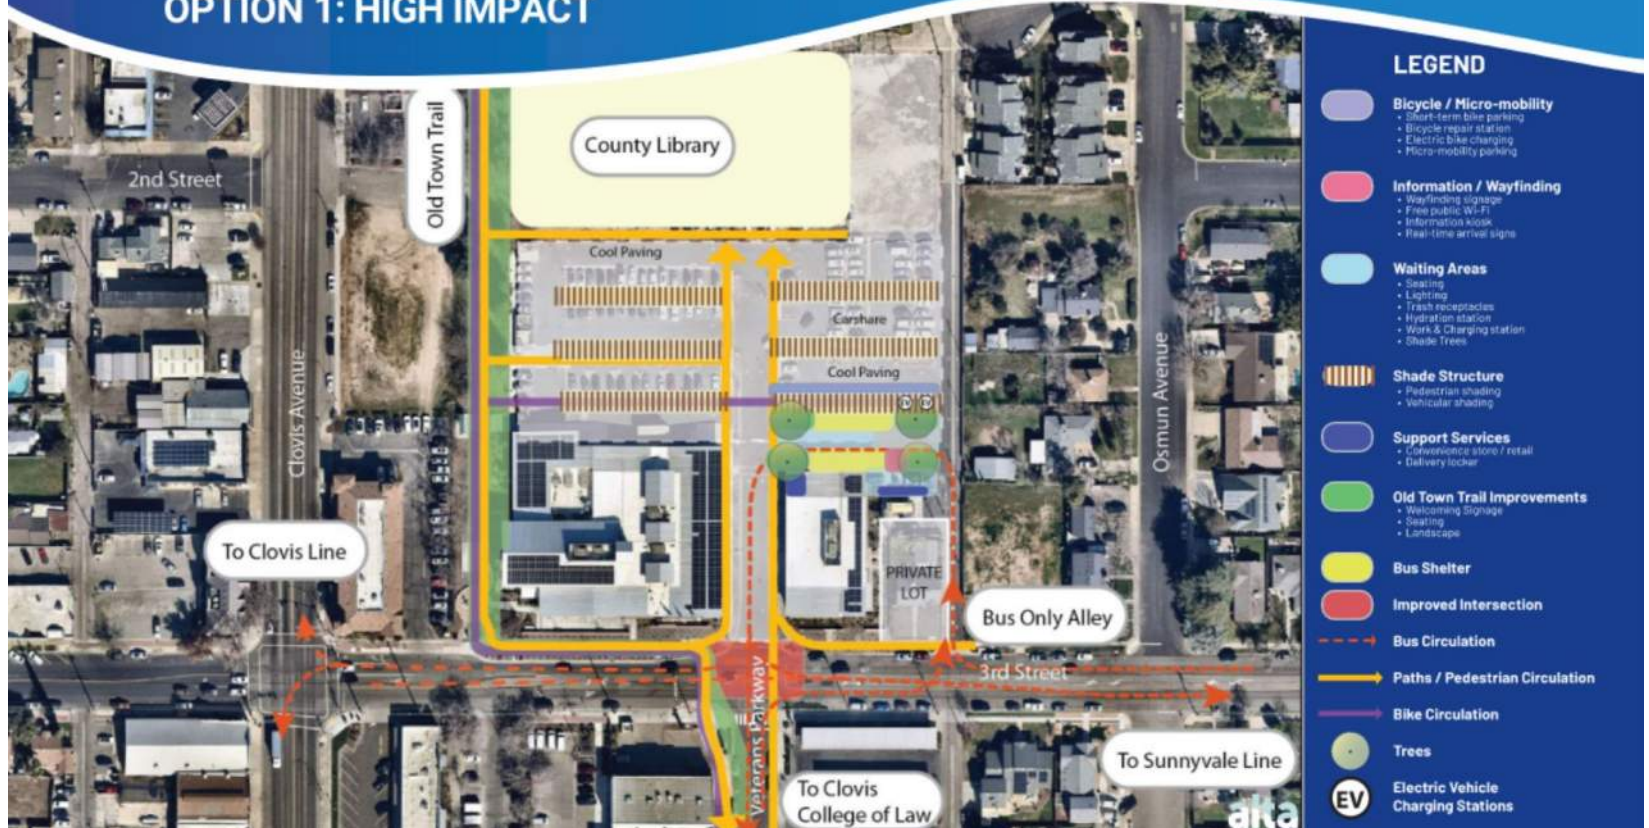 OPTION 1: HIGH IMPACT
Old Town Trail
County Library
2nd Street
Cool Paving
Carshare
Cool Paving
Clovis Avenue
Osmun Avenue
EV
EV
To Clovis Line
PRIVATE
LOT
Bus Only Alley
3rd Street
Veterans Parkway
To Sunnyvale Line
To Clovis
College of Law
alta
LEGEND
Bicycle / Micro-mobility
• Short-term bike parking
• Bicycle repair station
• Electric bike charging
• Micro-mobility parking
Information / Wayfinding
• Wayfinding signage
• Free public Wi-Fi
• Information kiosk
• Real-time arrival signs
Waiting Areas
• Seating
• Lighting
• Trash receptacles
• Hydration station
• Work & Charging station
• Shade Trees
Shade Structure
• Pedestrian shading
• Vehicular shading
Support Services
• Convenience store / retail
• Delivery locker
Old Town Trail Improvements
• Welcoming Signage
• Seating
• Landscape
Bus Shelter
Improved Intersection
Bus Circulation
Paths / Pedestrian Circulation
Bike Circulation
Trees
EV
Electric Vehicle
Charging Stations